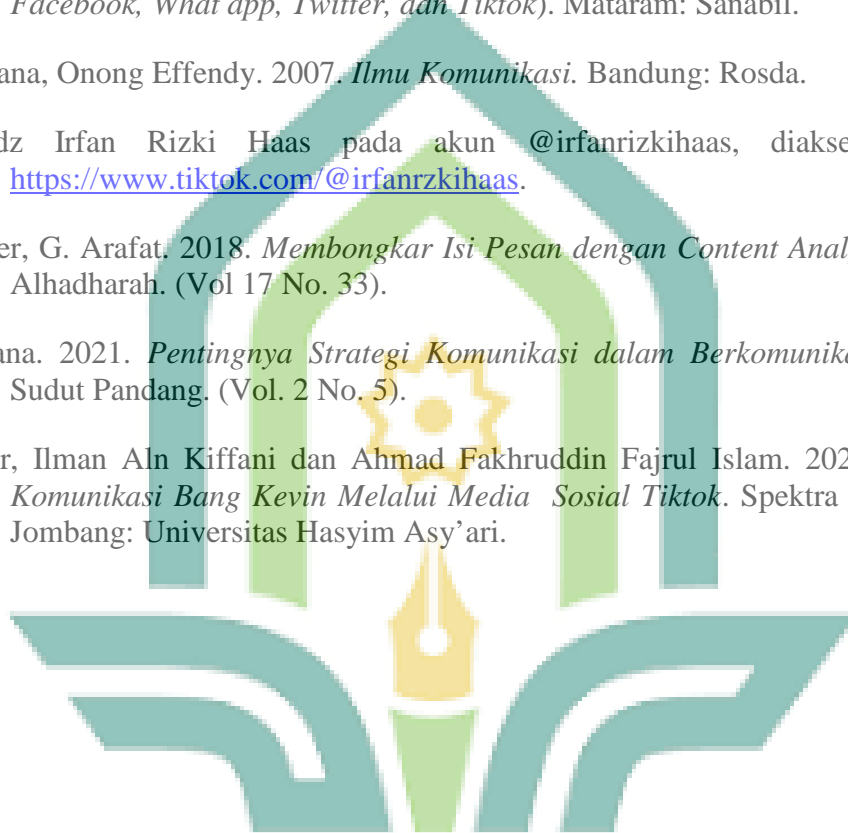 Facebook, What app, Twitter, dan Tiktok). Mataram: Sanabil.
ana, Onong Effendy. 2007. Ilmu Komunikasi. Bandung: Rosda.
dz Irfan Rizki Haas pada akun @irfanrizkihaas, diakse
https://www.tiktok.com/@irfanrzkihaas.
er, G. Arafat. 2018. Membongkar Isi Pesan dengan Content Anal
Alhadharah. (Vol 17 No. 33).
ana. 2021. Pentingnya Strategi Komunikasi dalam Berkomunika
Sudut Pandang. (Vol. 2 No. 5).
r, Ilman Aln Kiffani dan Ahmad Fakhruddin Fajrul Islam. 202
Komunikasi Bang Kevin Melalui Media Sosial Tiktok. Spektra
Jombang: Universitas Hasyim Asy’ari.